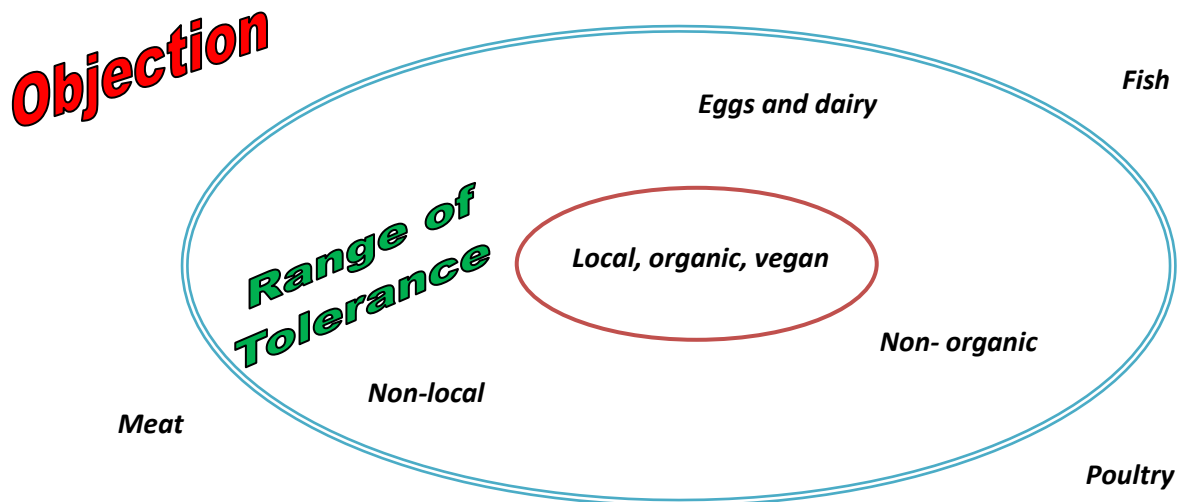 Objection
Fish
Eggs and dairy
Range of
Tolerance
Local, organic, vegan
Non- organic
Non-local
Meat
Poultry